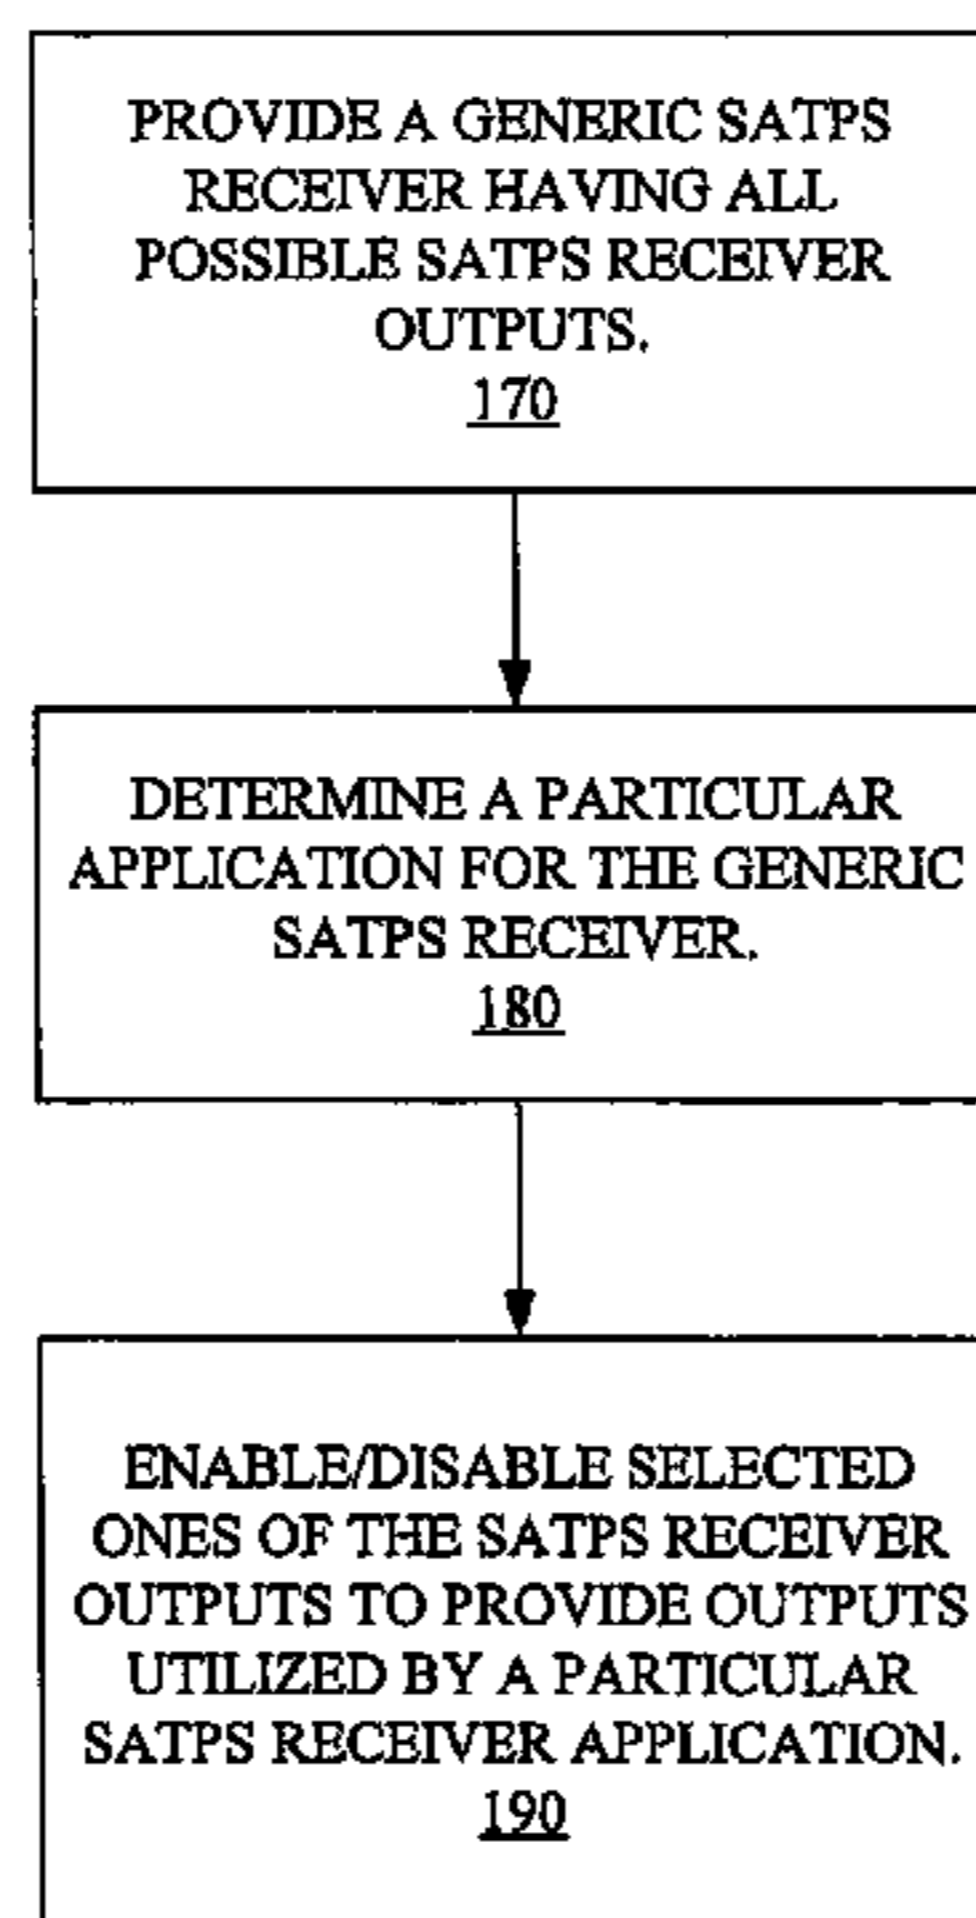 PROVIDE A GENERIC SATPS
RECEIVER HAVING ALL
POSSIBLE SATPS RECEIVER
OUTPUTS.
170
DETERMINE A PARTICULAR
APPLICATION FOR THE GENERIC
SATPS RECEIVER.
180
ENABLE/DISABLE SELECTED
ONES OF THE SATPS RECEIVER
OUTPUTS TO PROVIDE OUTPUTS
UTILIZED BY A PARTICULAR
SATPS RECEIVER APPLICATION.
190